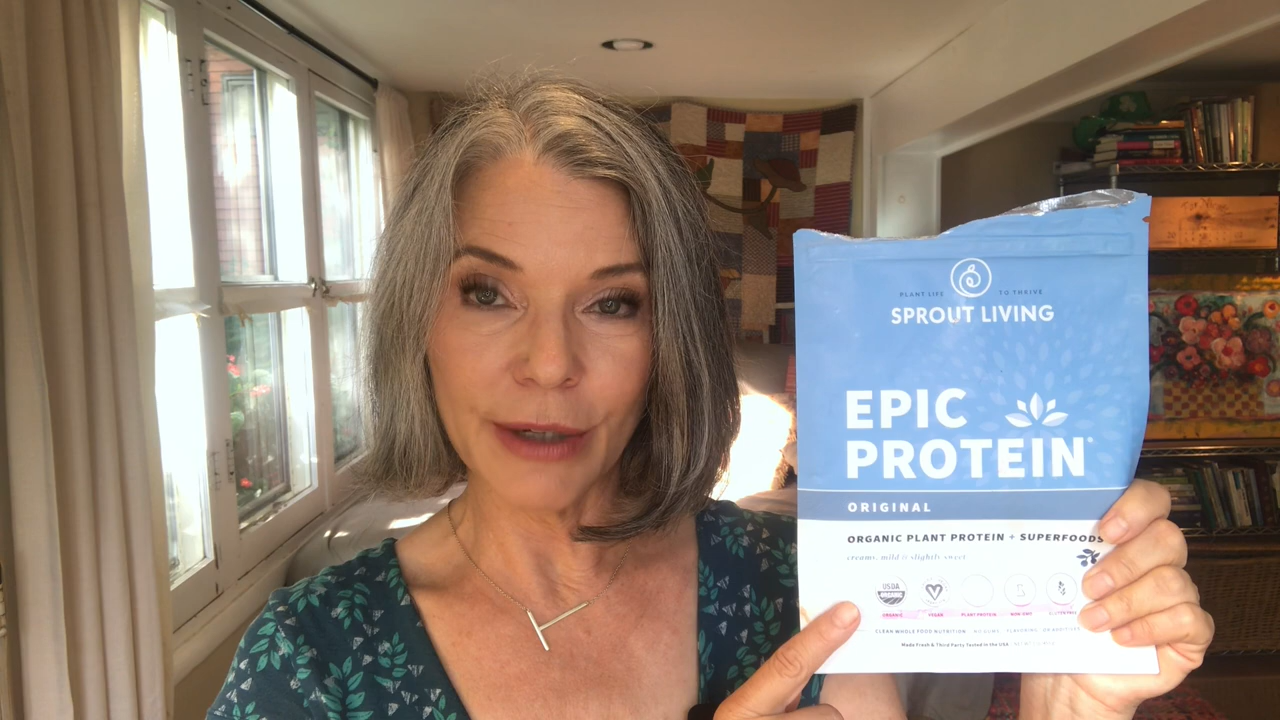 PLANT LIFE TO THRIVE
SPROUT LIVING
EPIC
PROTEIN
ORIGINAL
ORGANIC PLANT PROTEIN + SUPERFOODS
creamy, mild & slightly sweet
USDA
ORGANIC
ORGANIC VEGAN PLANT PROTEIN NON-GMO
CLEAN WHOLE FOOD NUTRITION NO GUMS FLAVORING OR ADDITIVES
Made Fresh & Third Party Tested in the USA